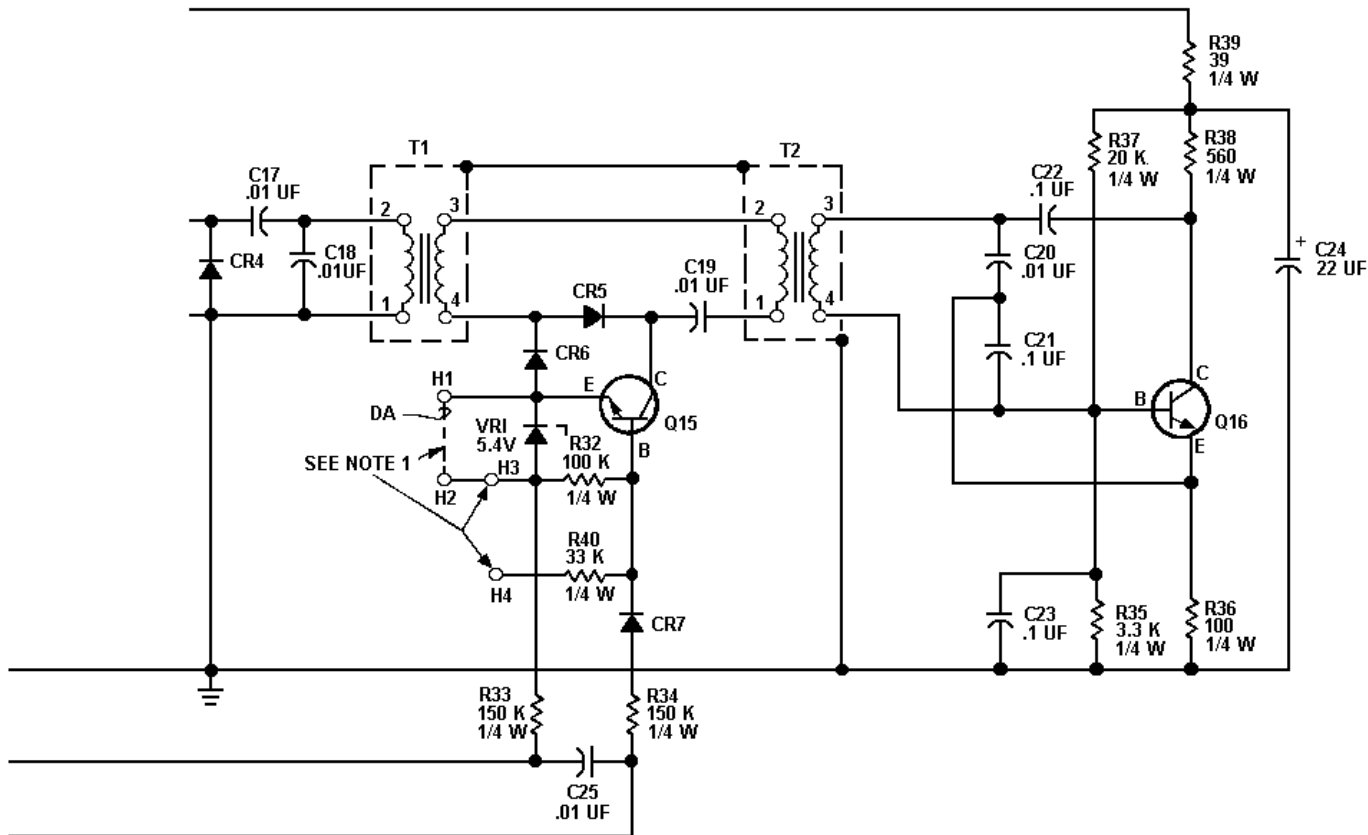 R39
39
1/4 W
T1
T2
R37
20 K
1/4 W
R38
560
1/4 W
C17
.01 UF
C22
.1 UF
2
3
2
3
CR4
C18
.01UF
C20
.01 UF
+
C24
22 UF
C19
.01 UF
1
4
CR5
1
4
C21
.1 UF
CR6
H1
E
C
Q15
C
B
Q16
E
DA
VRI
5.4V
R32
100 K
1/4 W
B
SEE NOTE 1
H3
H2
R40
33 K
1/4 W
H4
CR7
C23
.1 UF
R35
3.3 K
1/4 W
R36
100
1/4 W
R33
150 K
1/4 W
R34
150 K
1/4 W
C25
.01 UF